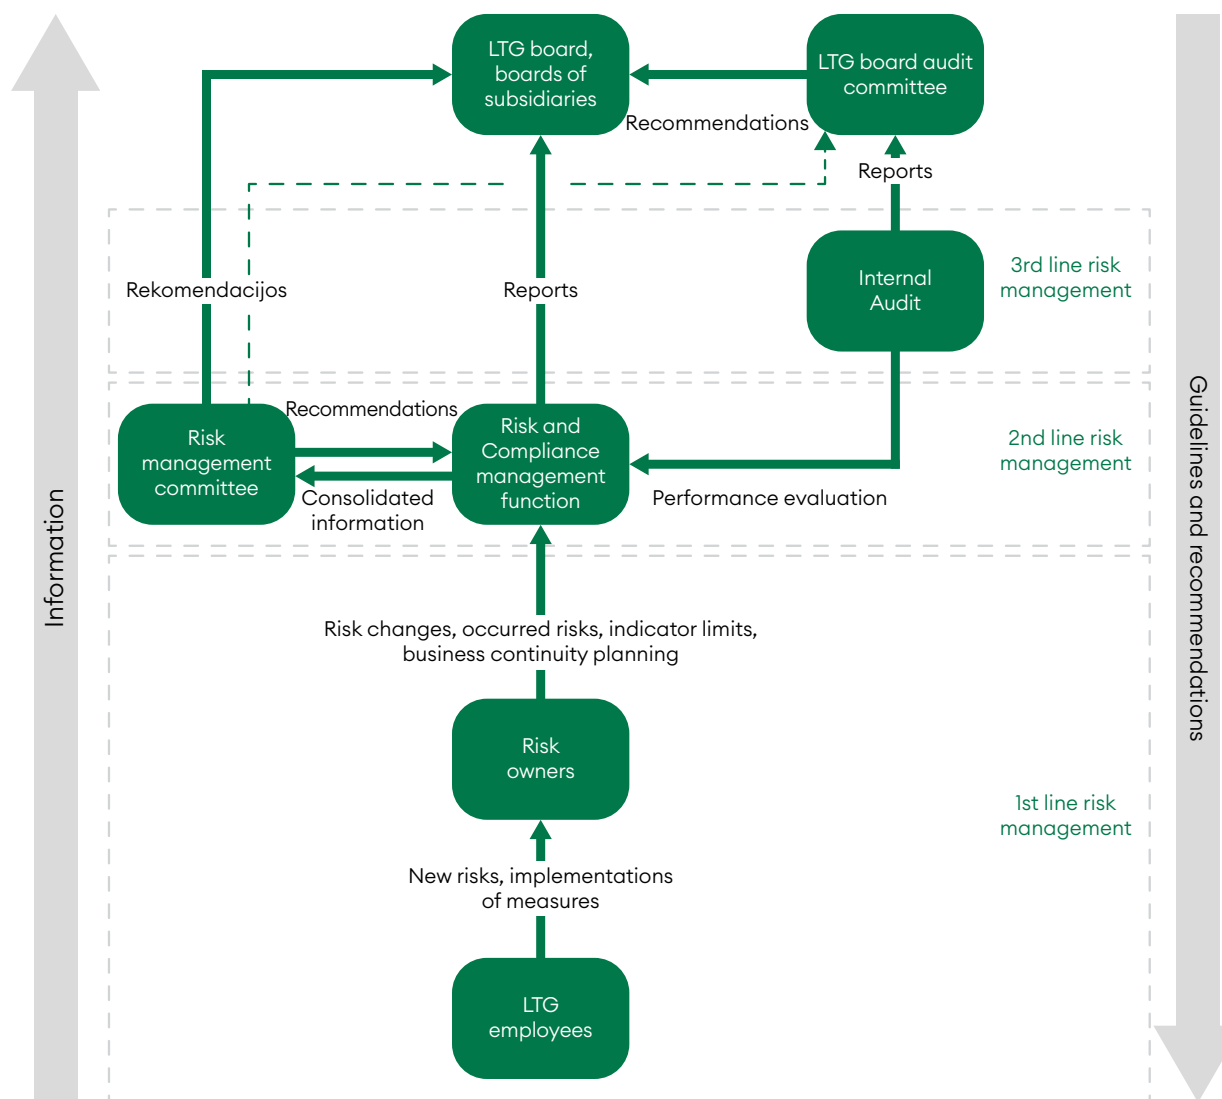 LTG board,
boards of
subsidiaries
LTG board audit
committee
Recommendations
Reports
Internal
Audit
3rd line risk
management
Rekomendacijos
Reports
Risk
management
committee
Recommendations
Consolidated
information
Risk and
Compliance
management
function
Performance evaluation
2nd line risk
management
Information
Guidelines and recommendations
Risk changes, occurred risks, indicator limits,
business continuity planning
Risk
owners
1st line risk
management
New risks, implementations
of measures
LTG
employees